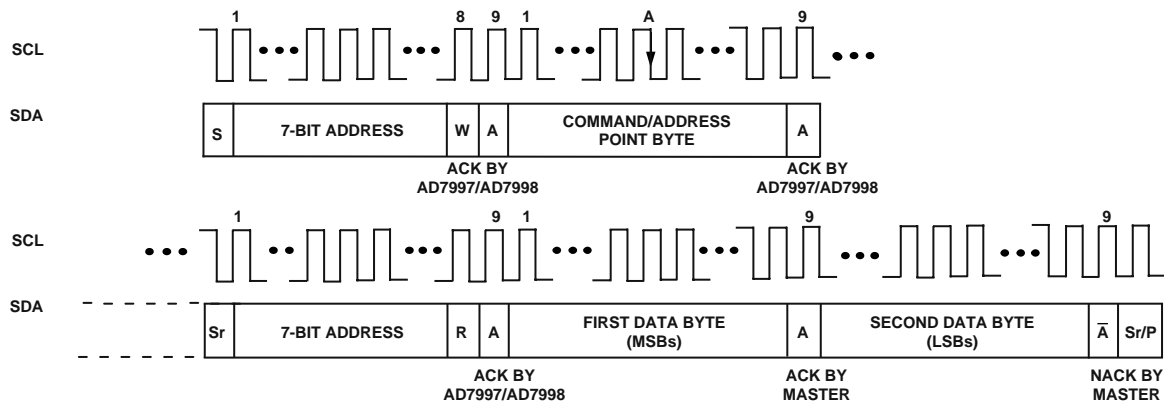 1 8 9 1 A 9
SCL
SDA
S 7-BIT ADDRESS W A COMMAND/ADDRESS POINT BYTE A
ACK BY AD7997/AD7998 ACK BY AD7997/AD7998
1 9 1 9 9
SCL
SDA
Sr 7-BIT ADDRESS R A FIRST DATA BYTE (MSBs) A SECOND DATA BYTE (LSBs) A̅ Sr/P
ACK BY AD7997/AD7998 ACK BY MASTER NACK BY MASTER